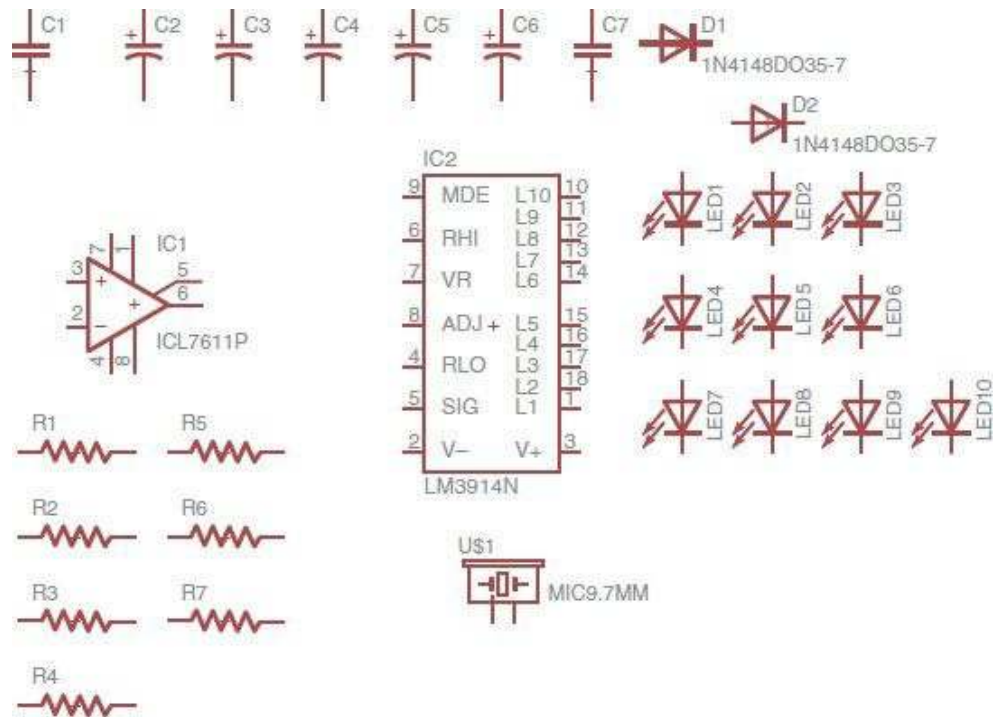 C1 C2 C3 C4 C5 C6 C7 D1
+ + + + +
1N4148DO35-7
D2
1N4148DO35-7
IC2
9 MDE L10 10
L9 11
6 RHI L8 12
L7 13
7 VR L6 14
8 ADJ + L5 15
L4 16
4 RLO L3 17
L2 18
5 SIG L1 1
2 V− V+ 3
LM3914N
LED1 LED2 LED3
LED4 LED5 LED6
LED7 LED8 LED9 LED10
IC1
7 1
3 + 5
+ 6
2 −
4 8
ICL7611P
R1 R5
R2 R6
R3 R7
R4
U$1
MIC9.7MM